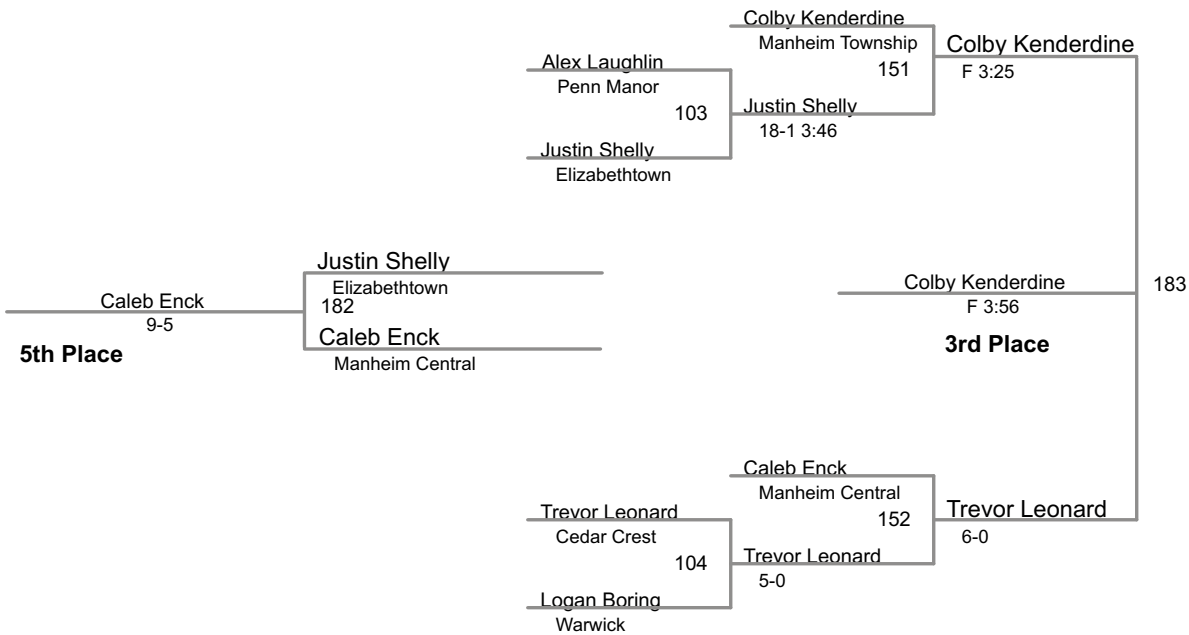 Colby Kenderdine
Manheim Township
151
Colby Kenderdine
F 3:25
Alex Laughlin
Penn Manor
103
Justin Shelly
18-1 3:46
Justin Shelly
Elizabethtown
Justin Shelly
Elizabethtown
182
Caleb Enck
9-5
5th Place
Caleb Enck
Manheim Central
Colby Kenderdine
F 3:56
3rd Place
183
Caleb Enck
Manheim Central
152
Trevor Leonard
6-0
Trevor Leonard
Cedar Crest
104
Trevor Leonard
5-0
Logan Boring
Warwick